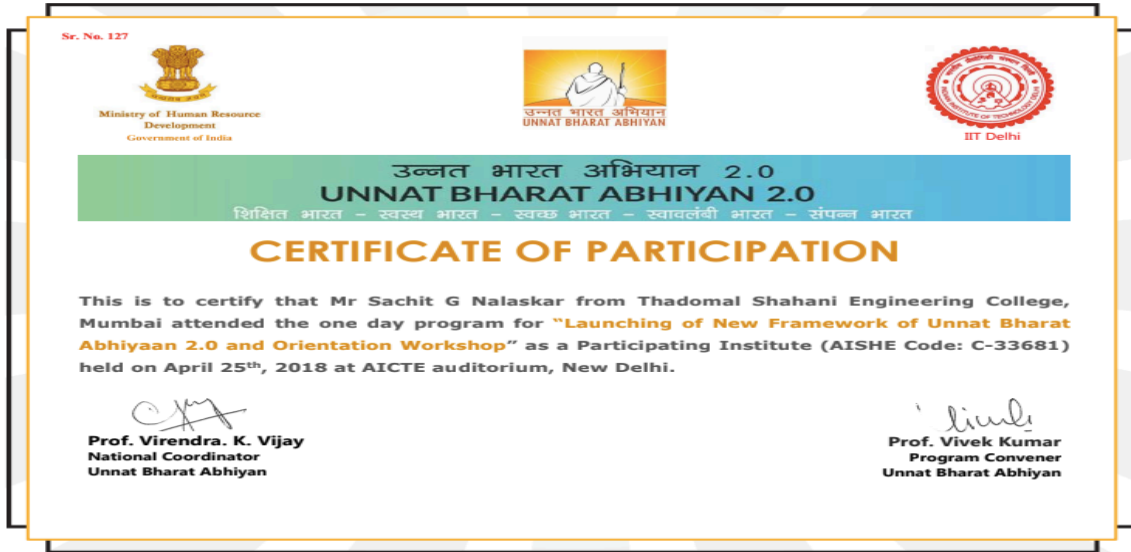 Sr. No. 127
Ministry of Human Resource
Development
Government of India
उन्नत भारत अभियान
UNNAT BHARAT ABHIYAN
IIT Delhi
उन्नत भारत अभियान 2.0
UNNAT BHARAT ABHIYAN 2.0
शिक्षित भारत – स्वस्थ भारत – स्वच्छ भारत – स्वावलंबी भारत – संपन्न भारत
CERTIFICATE OF PARTICIPATION
This is to certify that Mr Sachit G Nalaskar from Thadomal Shahani Engineering College,
Mumbai attended the one day program for “Launching of New Framework of Unnat Bharat
Abhiyaan 2.0 and Orientation Workshop” as a Participating Institute (AISHE Code: C-33681)
held on April 25th, 2018 at AICTE auditorium, New Delhi.
Prof. Virendra. K. Vijay
National Coordinator
Unnat Bharat Abhiyan
Prof. Vivek Kumar
Program Convener
Unnat Bharat Abhiyan